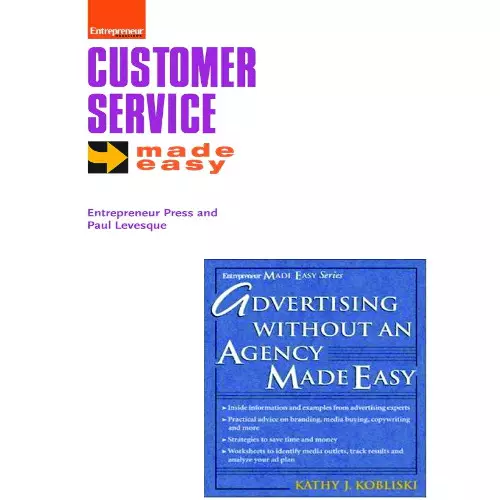 Entrepreneur
CUSTOMER
SERVICE
made
easy
Entrepreneur Press and
Paul Levesque
Entrepreneur MADE EASY Series
ADVERTISING
WITHOUT AN
AGENCY
MADE EASY
Inside information and examples from advertising experts
Practical advice on branding, media buying, copywriting
and more
Strategies to save time and money
Worksheets to identify media outlets, track results and
analyze your ad plan
KATHY J. KOBLISKI